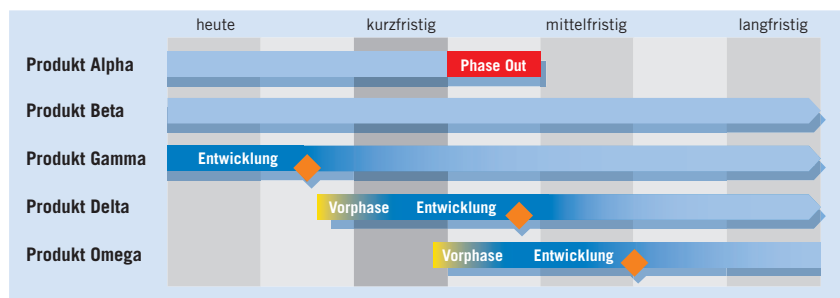 heute kurzfristig mittelfristig langfristig
Produkt Alpha Phase Out
Produkt Beta
Produkt Gamma Entwicklung
Produkt Delta Vorphase Entwicklung
Produkt Omega Vorphase Entwicklung